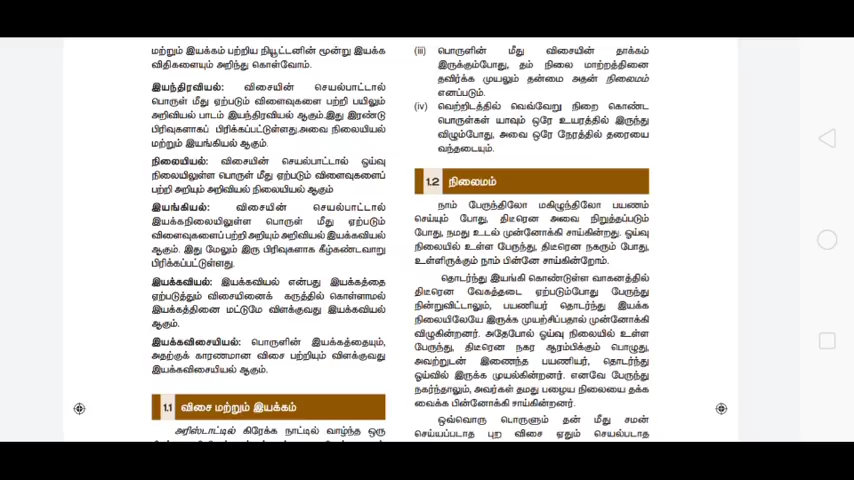 மற்றும் இயக்கம் பற்றிய நியூட்டனின் மூன்று இயக்க
விதிகளையும் அறிந்து கொள்வோம்.
இயந்திரவியல்: விசையின் செயல்பாட்டால்
பொருள் மீது ஏற்படும் விளைவுகளை பற்றி பயிலும்
அறிவியல் பாடம் இயந்திரவியல் ஆகும்.இது இரண்டு
பிரிவுகளாகப் பிரிக்கப்பட்டுள்ளது.அவை நிலையியல்
மற்றும் இயங்கியல் ஆகும்.
நிலையியல்: விசையின் செயல்பாட்டால் ஓய்வு
நிலையிலுள்ள பொருள் மீது ஏற்படும் விளைவுகளைப்
பற்றி அறியும் அறிவியல் நிலையியல் ஆகும்
இயங்கியல்: விசையின் செயல்பாட்டால்
இயக்கநிலையிலுள்ள பொருள் மீது ஏற்படும்
விளைவுகளைப் பற்றி அறியும் அறிவியல் இயக்கவியல்
ஆகும். இது மேலும் இரு பிரிவுகளாக கீழ்கண்டவாறு
பிரிக்கப்பட்டுள்ளது.
இயக்கவியல்: இயக்கவியல் என்பது இயக்கத்தை
ஏற்படுத்தும் விசையினைக் கருத்தில் கொள்ளாமல்
இயக்கத்தினை மட்டுமே விளக்குவது இயக்கவியல்
ஆகும்.
இயக்கவிசையியல்: பொருளின் இயக்கத்தையும்,
அதற்குக் காரணமான விசை பற்றியும் விளக்குவது
இயக்கவிசையியல் ஆகும்.
1.1 விசை மற்றும் இயக்கம்
அரிஸ்டாட்டில் கிரேக்க நாட்டில் வாழ்ந்த ஒரு
(iii) பொருளின் மீது விசையின் தாக்கம்
இருக்கும்போது, தம் நிலை மாற்றத்தினை
தவிர்க்க முயலும் தன்மை அதன் நிலைமம்
எனப்படும்.
(iv) வெற்றிடத்தில் வெவ்வேறு நிறை கொண்ட
பொருள்கள் யாவும் ஒரே உயரத்தில் இருந்து
விழும்போது, அவை ஒரே நேரத்தில் தரையை
வந்தடையும்.
1.2 நிலைமம்
நாம் பேருந்திலோ மகிழுந்திலோ பயணம்
செய்யும் போது, திடீரென அவை நிறுத்தப்படும்
போது, நமது உடல் முன்னோக்கி சாய்கின்றது. ஓய்வு
நிலையில் உள்ள பேருந்து, திடீரென நகரும் போது,
உள்ளிருக்கும் நாம் பின்னே சாய்கின்றோம்.
தொடர்ந்து இயங்கி கொண்டுள்ள வாகனத்தில்
திடீரென வேகத்தடை ஏற்படும்போது பேருந்து
நின்றுவிட்டாலும், பயணியர் தொடர்ந்து இயக்க
நிலையிலேயே இருக்க முயற்சிப்பதால் முன்னோக்கி
விழுகின்றனர். அதேபோல் ஓய்வு நிலையில் உள்ள
பேருந்து, திடீரென நகர ஆரம்பிக்கும் பொழுது,
அவற்றுடன் இணைந்த பயணியர், தொடர்ந்து
ஓய்வில் இருக்க முயல்கின்றனர். எனவே பேருந்து
நகர்ந்தாலும், அவர்கள் தமது பழைய நிலையை தக்க
வைக்க பின்னோக்கி சாய்கின்றனர்.
ஒவ்வொரு பொருளும் தன் மீது சமன்
செய்யப்படாத புற விசை ஏதும் செயல்படாத